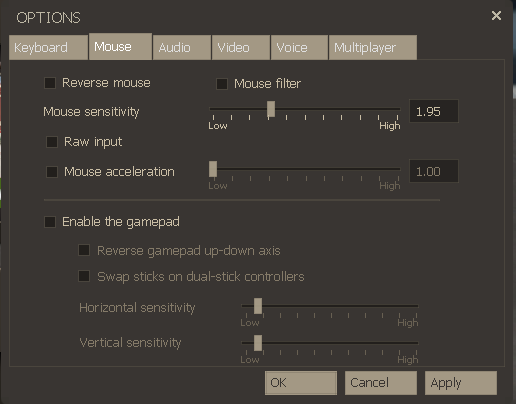 OPTIONS
Keyboard Mouse Audio Video Voice Multiplayer
Reverse mouse Mouse filter
Mouse sensitivity 1.95
Low High
Raw input
Mouse acceleration 1.00
Low High
Enable the gamepad
Reverse gamepad up-down axis
Swap sticks on dual-stick controllers
Horizontal sensitivity
Low High
Vertical sensitivity
Low High
OK Cancel Apply